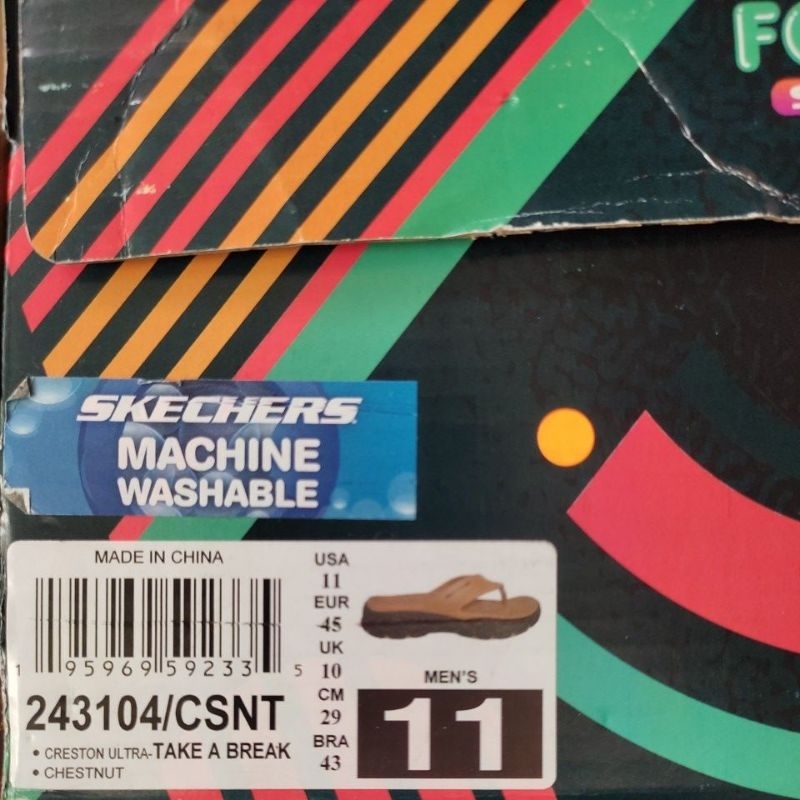 FO
S
SKECHERS
MACHINE
WASHABLE
MADE IN CHINA
1 95969 59233 5
243104/CSNT
• CRESTON ULTRA-TAKE A BREAK
• CHESTNUT
USA
11
EUR
45
UK
10
CM
29
BRA
43
MEN'S
11